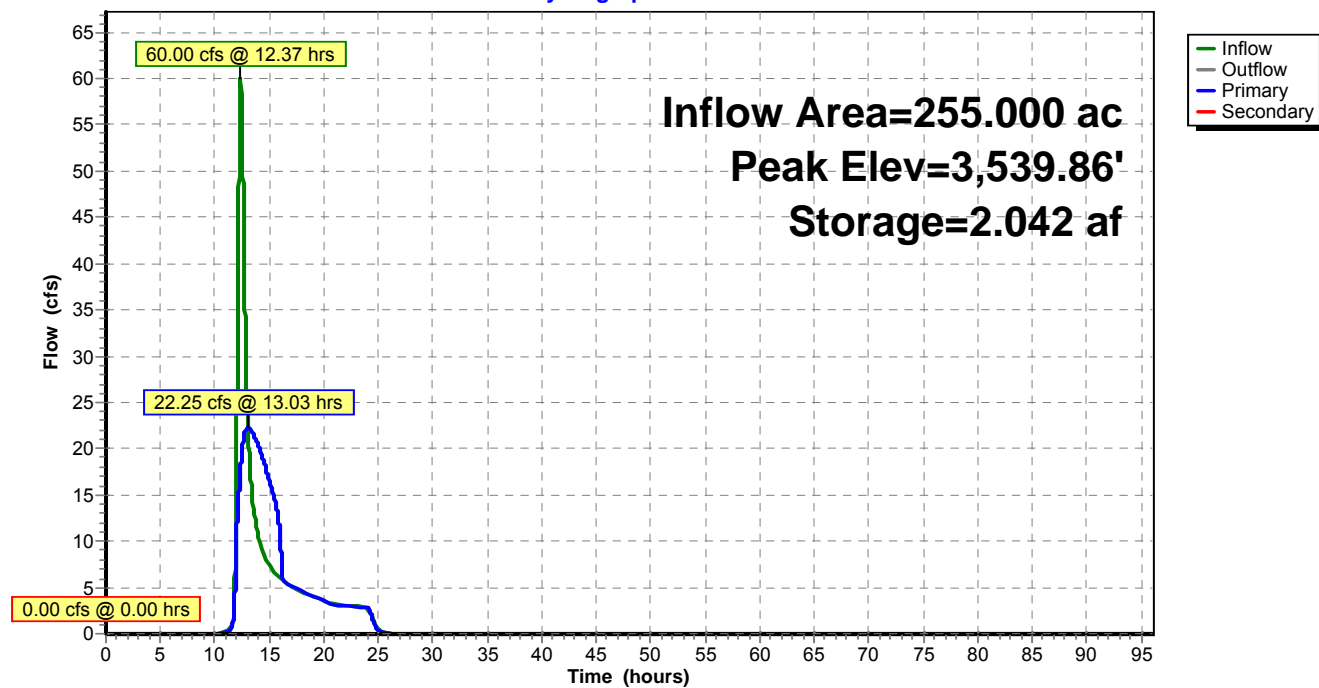 60.00 cfs @ 12.37 hrs
Inflow Area=255.000 ac
Peak Elev=3,539.86'
Storage=2.042 af
22.25 cfs @ 13.03 hrs
0.00 cfs @ 0.00 hrs
Inflow
Outflow
Primary
Secondary
Flow (cfs)
65
60
55
50
45
40
35
30
25
20
15
10
5
0
0 5 10 15 20 25 30 35 40 45 50 55 60 65 70 75 80 85 90 95
Time (hours)